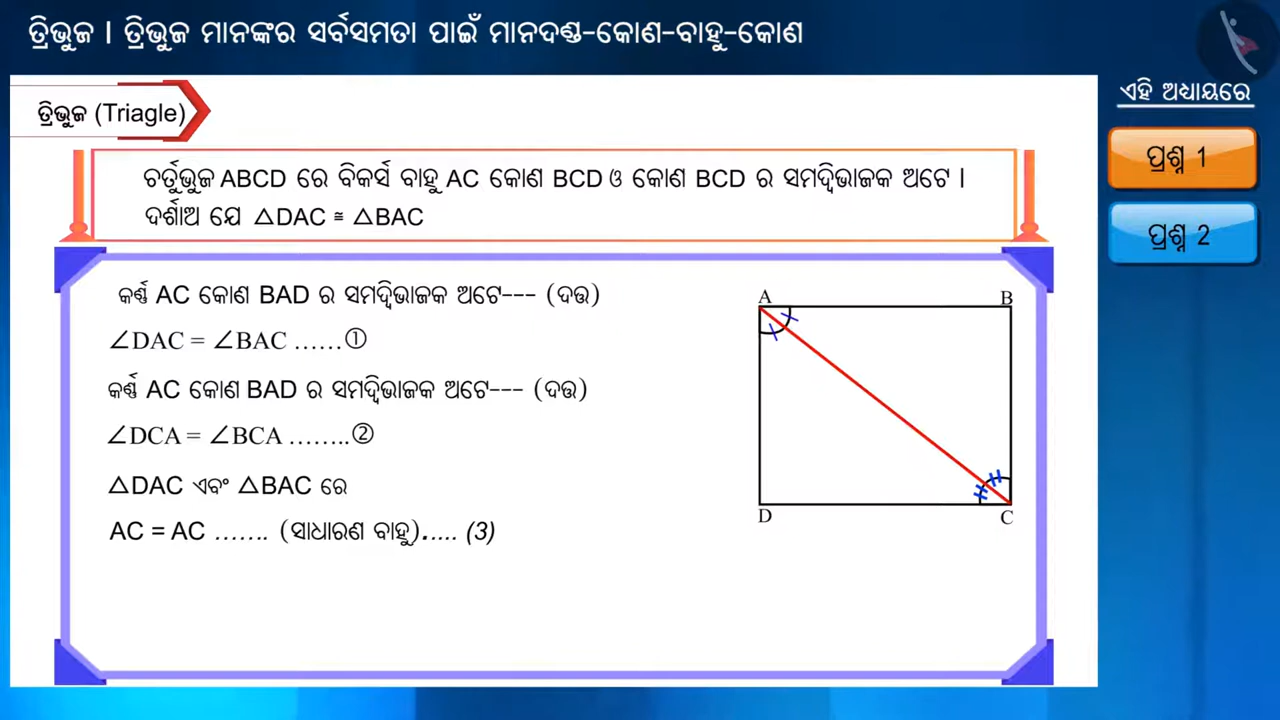 ତ୍ରିଭୁଜ । ତ୍ରିଭୁଜ ମାନଙ୍କର ସର୍ବସମତା ପାଇଁ ମାନଦଣ୍ଡ-କୋଣ-ବାହୁ-କୋଣ
ଏହି ଅଧ୍ୟାୟରେ
ତ୍ରିଭୁଜ (Triagle)
ପ୍ରଶ୍ନ 1
ପ୍ରଶ୍ନ 2
ଚର୍ତୁଭୁଜ ABCD ରେ ବିକର୍ସ ବାହୁ AC କୋଣ BCD ଓ କୋଣ BCD ର ସମଦ୍ୱିଭାଜକ ଅଟେ ।
ଦର୍ଶାଅ ଯେ △DAC ≅ △BAC
କର୍ଣ୍ଣ AC କୋଣ BAD ର ସମଦ୍ୱିଭାଜକ ଅଟେ--- (ଦତ୍ତ)
∠DAC = ∠BAC ......①
କର୍ଣ୍ଣ AC କୋଣ BAD ର ସମଦ୍ୱିଭାଜକ ଅଟେ--- (ଦତ୍ତ)
∠DCA = ∠BCA ........②
△DAC ଏବଂ △BAC ରେ
AC = AC ....... (ସାଧାରଣ ବାହୁ)..... (3)
A B
D C